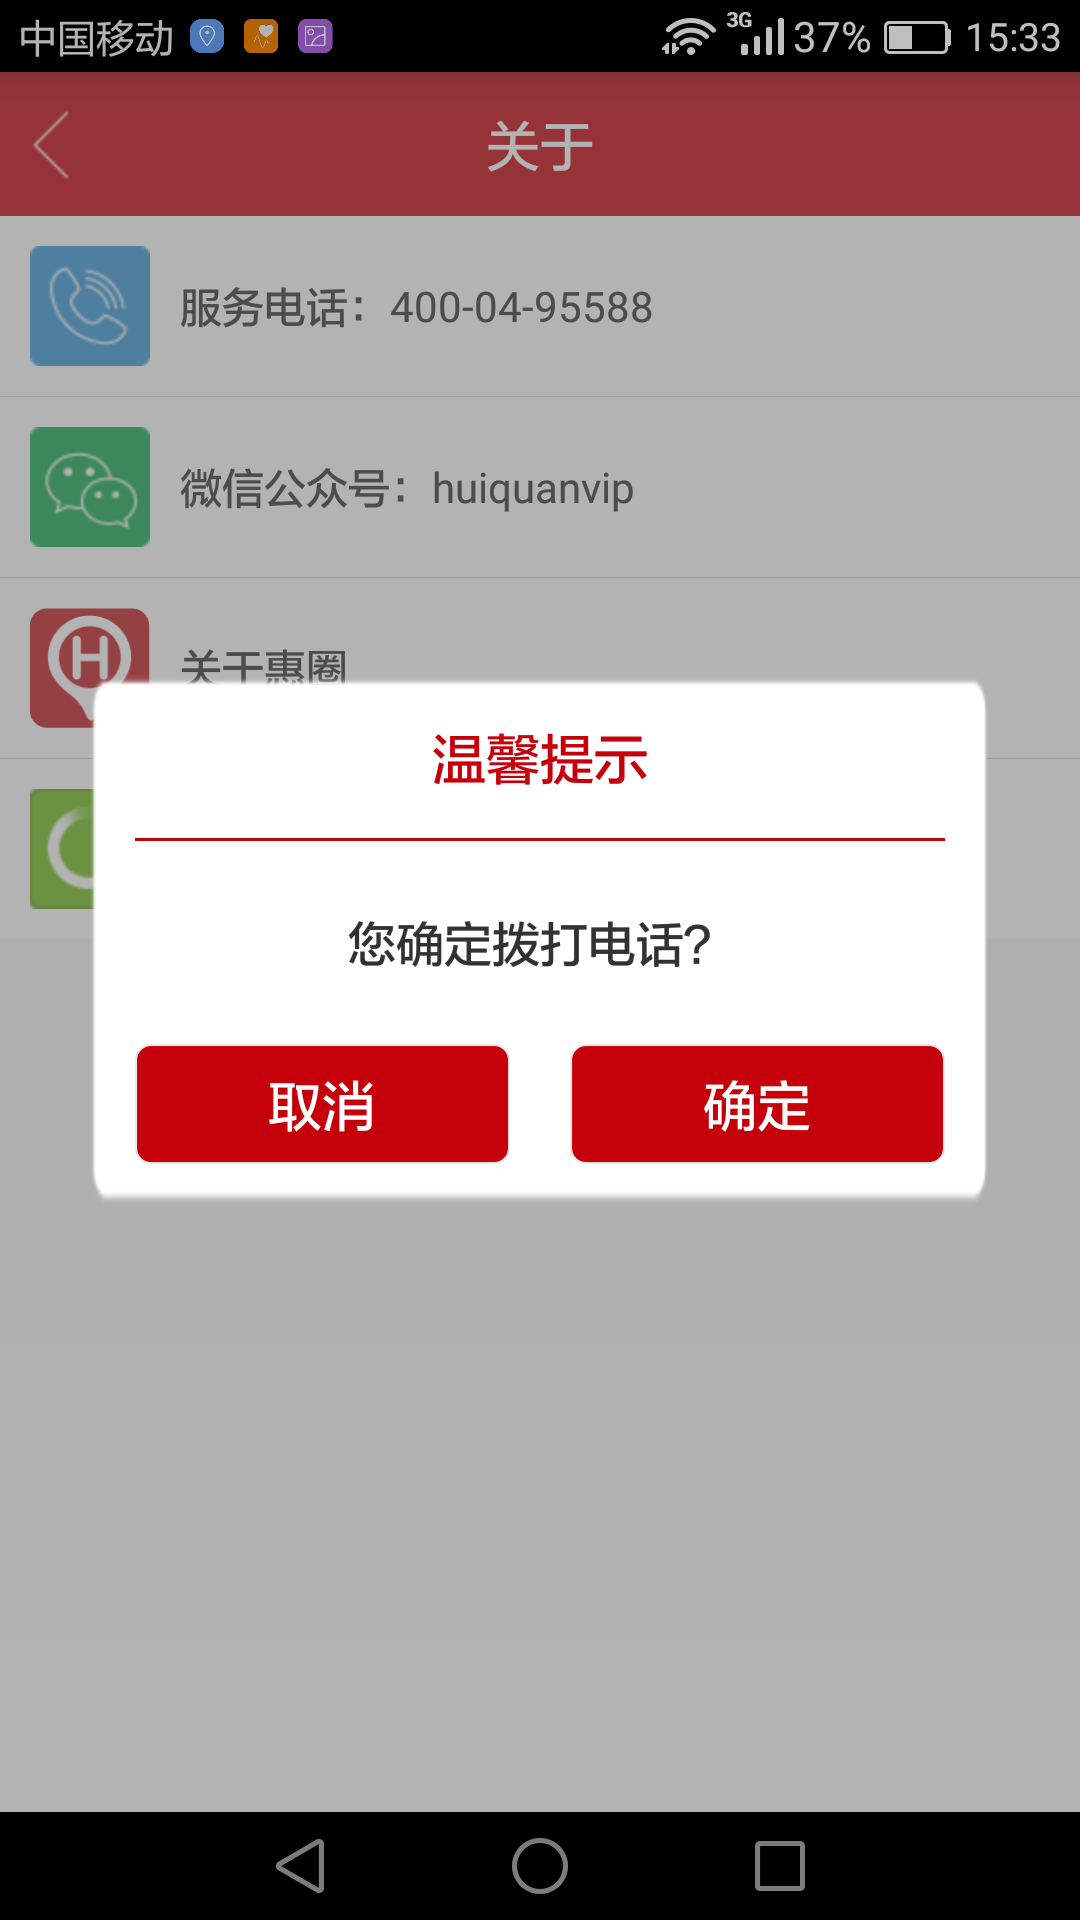 中国移动 3G 37% 15:33
关于
服务电话：400-04-95588
微信公众号：huiquanvip
关于惠圈
温馨提示
您确定拨打电话?
取消 确定